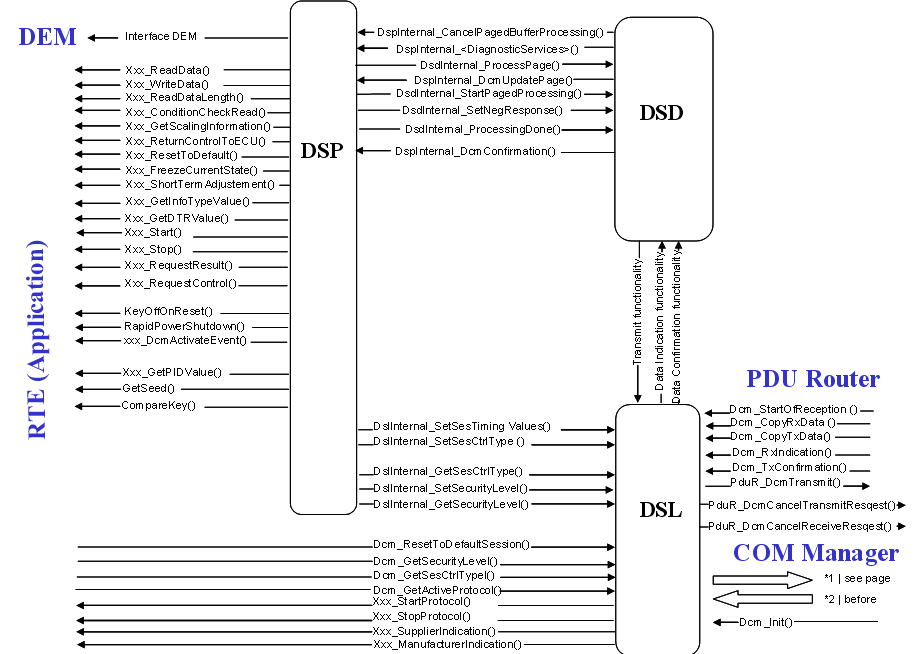 DEM
Interface DEM
Xxx_ReadData()
Xxx_WriteData()
Xxx_ReadDataLength()
Xxx_ConditionCheckRead()
Xxx_GetScalingInformation()
Xxx_ReturnControlToECU()
Xxx_ResetToDefault()
Xxx_FreezeCurrentState()
Xxx_ShortTermAdjustement()
Xxx_GetInfoTypeValue()
Xxx_GetDTRValue()
Xxx_Start()
Xxx_Stop()
Xxx_RequestResult()
Xxx_RequestControl()
KeyOffOnReset()
RapidPowerShutdown()
xxx_DcmActivateEvent()
Xxx_GetPIDValue()
GetSeed()
CompareKey()
RTE (Application)
DSP
DspInternal_CancelPagedBufferProcessing()
DspInternal_<DiagnosticServices>()
DsdInternal_ProcessPage()
DspInternal_DcmUpdatePage()
DsdInternal_StartPagedProcessing()
DsdInternal_SetNegResponse()
DsdInternal_ProcessingDone()
DspInternal_DcmConfirmation()
DSD
Transmit functionality
Data Indication functionality
Data Confirmation functionality
DslInternal_SetSesTiming Values()
DslInternal_SetSesCtrlType ()
DslInternal_GetSesCtrlType()
DslInternal_SetSecurityLevel()
DslInternal_GetSecurityLevel()
DSL
Dcm_ResetToDefaultSession()
Dcm_GetSecurityLevel()
Dcm_GetSesCtrlTypel()
Dcm_GetActiveProtocol()
Xxx_StartProtocol()
Xxx_StopProtocol()
Xxx_SupplierIndication()
Xxx_ManufacturerIndication()
PDU Router
Dcm_StartOfReception ()
Dcm_CopyRxData ()
Dcm_CopyTxData()
Dcm_RxIndication()
Dcm_TxConfirmation()
PduR_DcmTransmit()
PduR_DcmCancelTransmitResqest()
PduR_DcmCancelReceiveResqest()
COM Manager
*1 | see page
*2 | before
Dcm_Init()